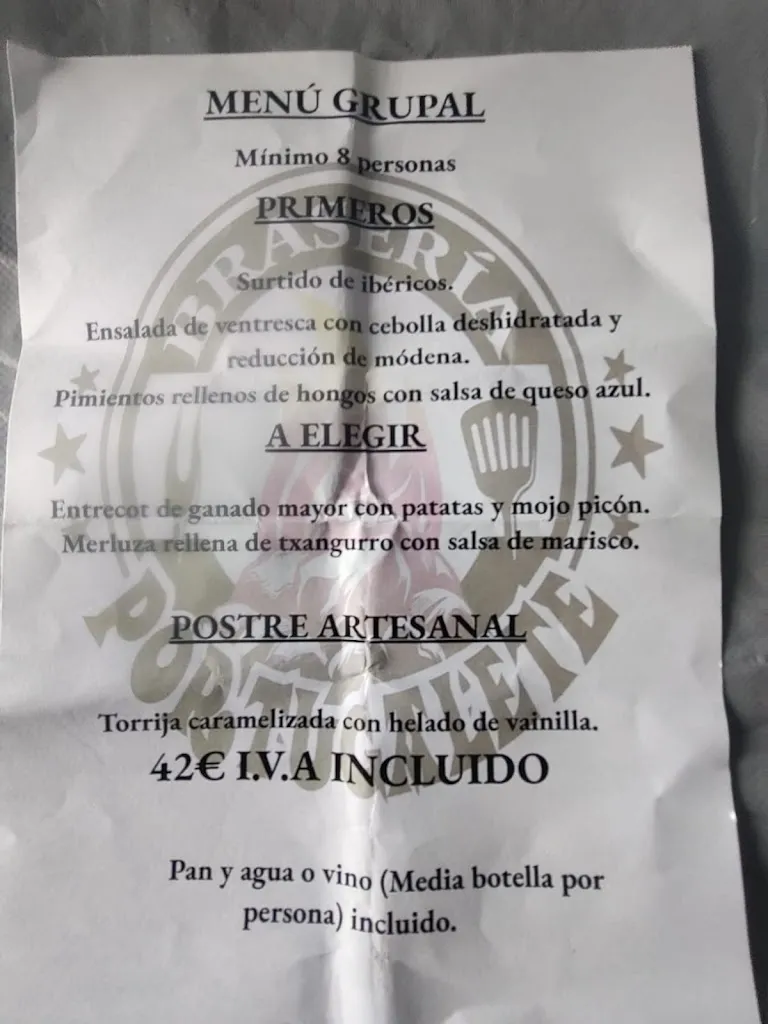 MENÚ GRUPAL
Mínimo 8 personas
PRIMEROS
BRASERÍA
Surtido de ibéricos.
Ensalada de ventresca con cebolla deshidratada y
reducción de módena.
Pimientos rellenos de hongos con salsa de queso azul.
A ELEGIR
Entrecot de ganado mayor con patatas y mojo picón.
Merluza rellena de txangurro con salsa de marisco.
POSTRE ARTESANAL
PORTUGALETE
Torrija caramelizada con helado de vainilla.
42€ I.V.A INCLUIDO
Pan y agua o vino (Media botella por
persona) incluido.